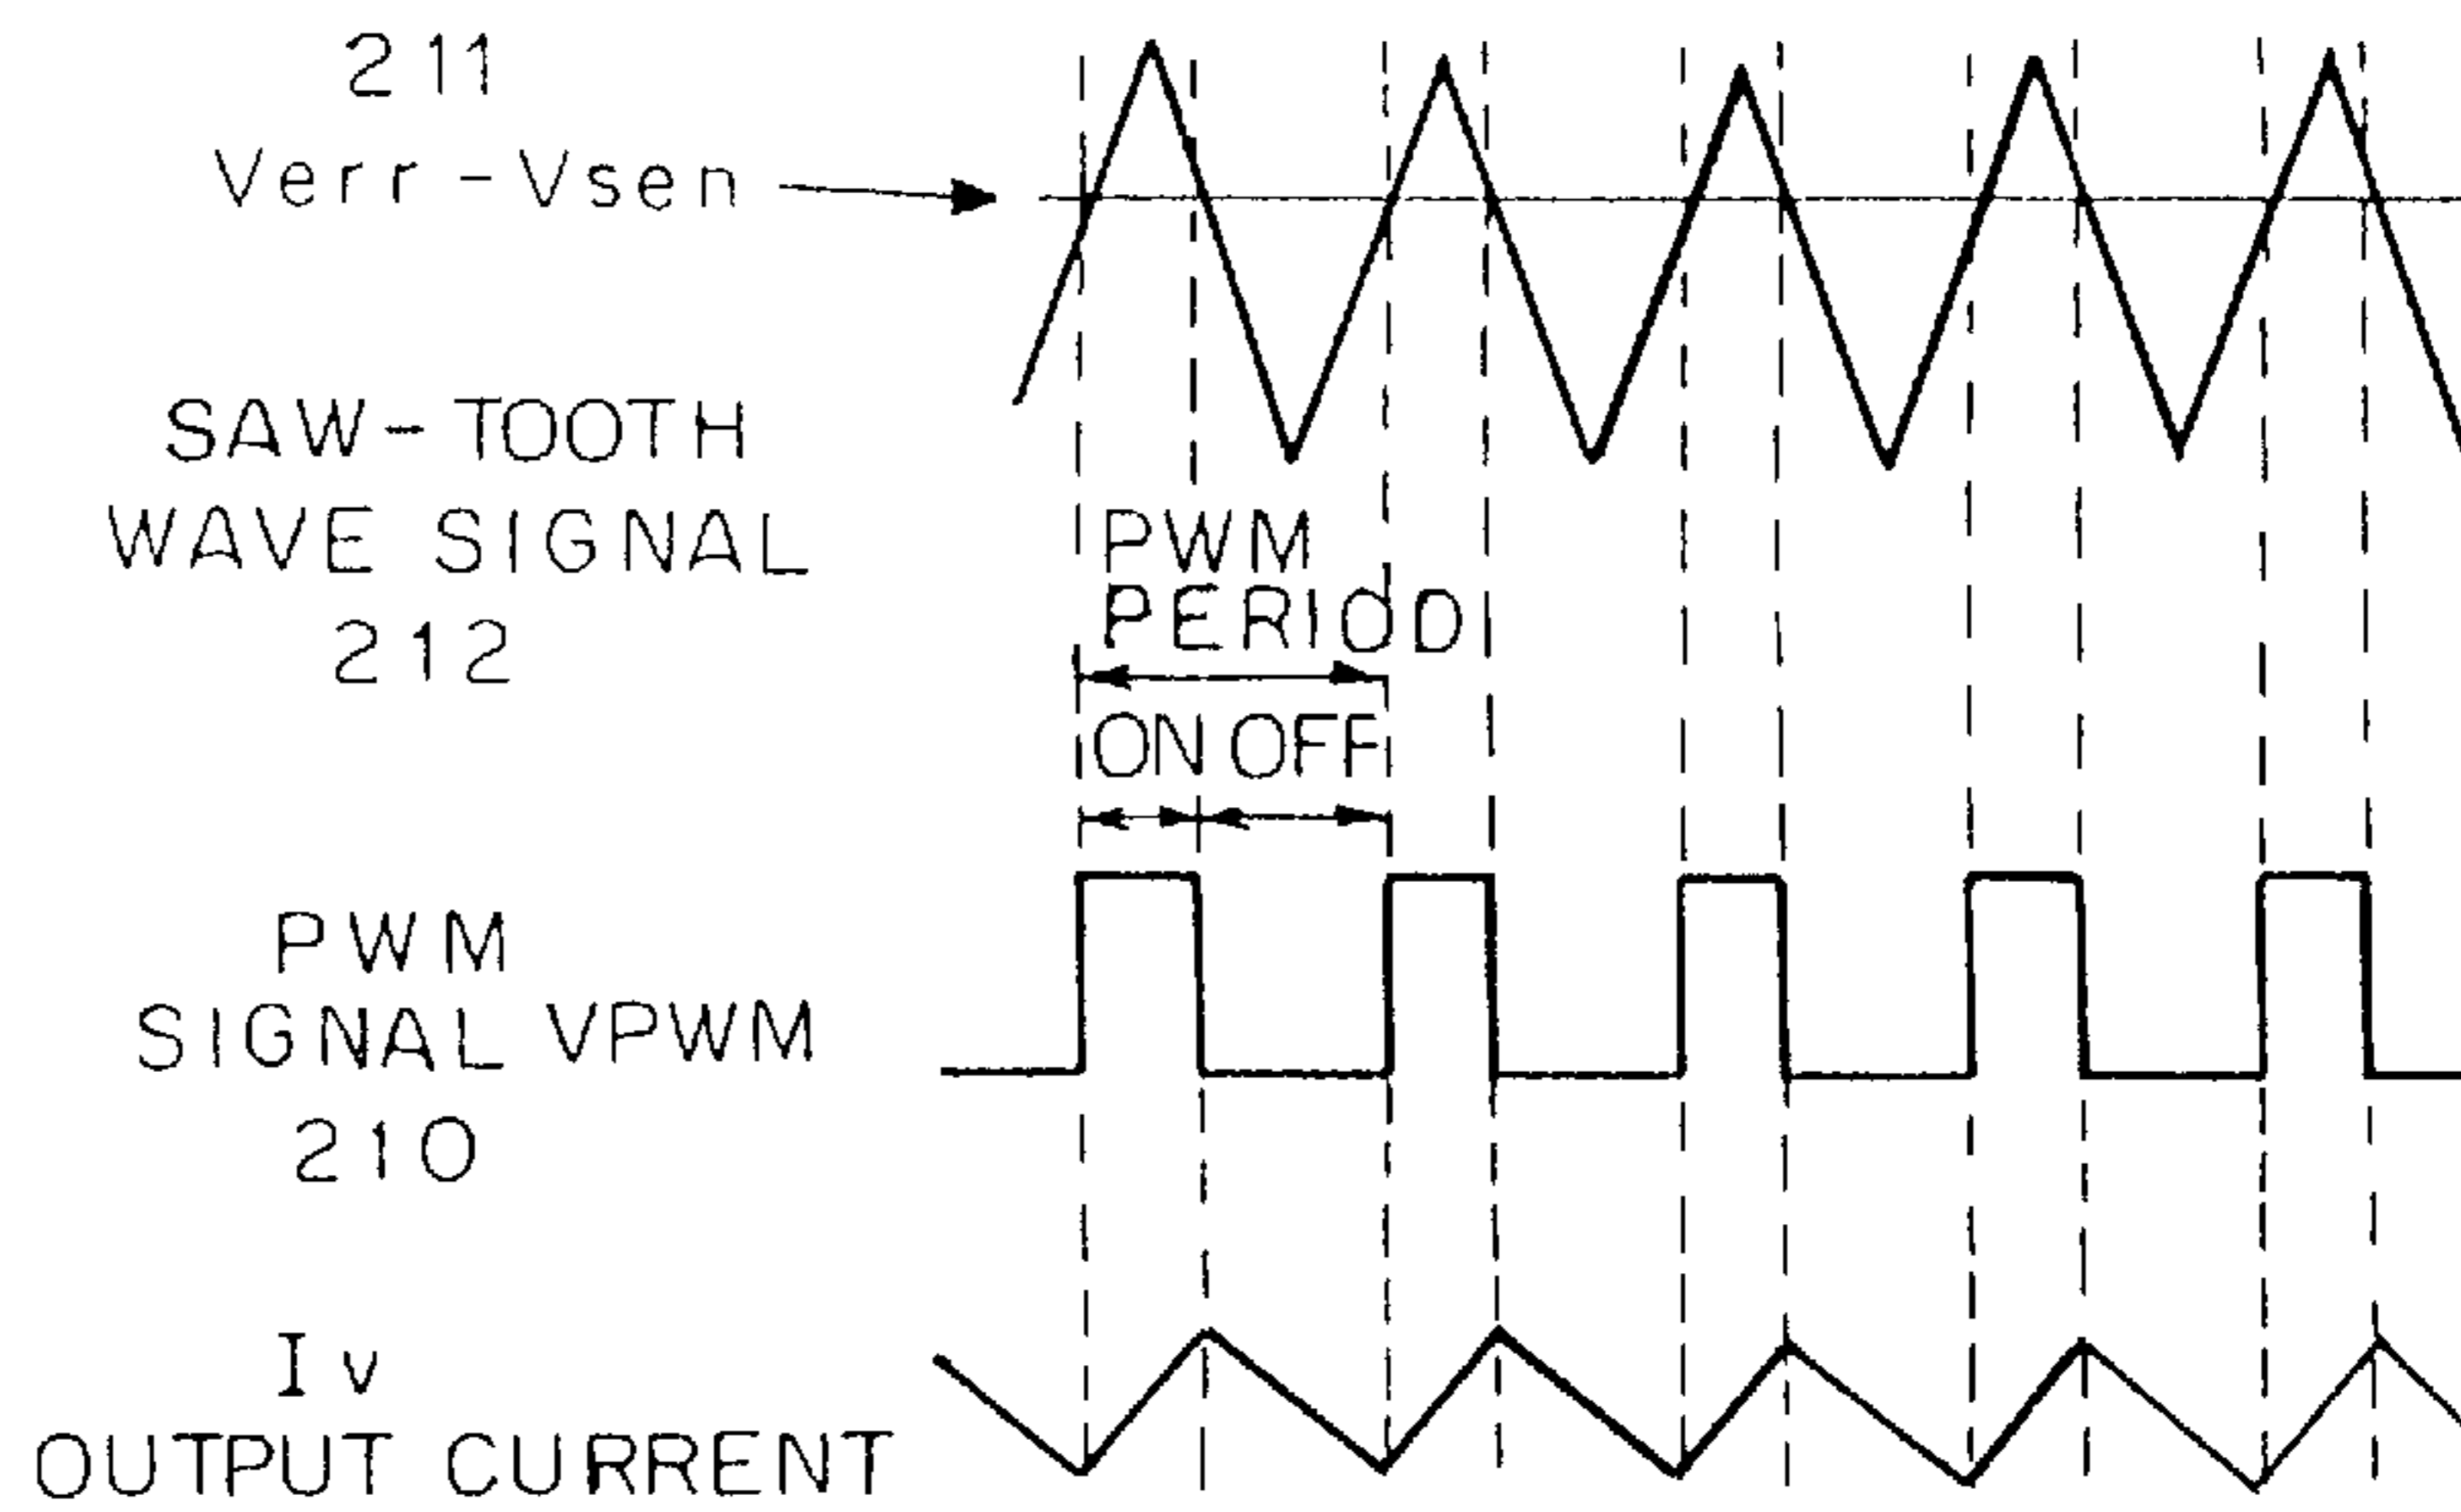 211
Verr-Vsen
SAW-TOOTH
WAVE SIGNAL
212
PWM
PERIOD
ON OFF
PWM
SIGNAL VPWM
210
Iv
OUTPUT CURRENT